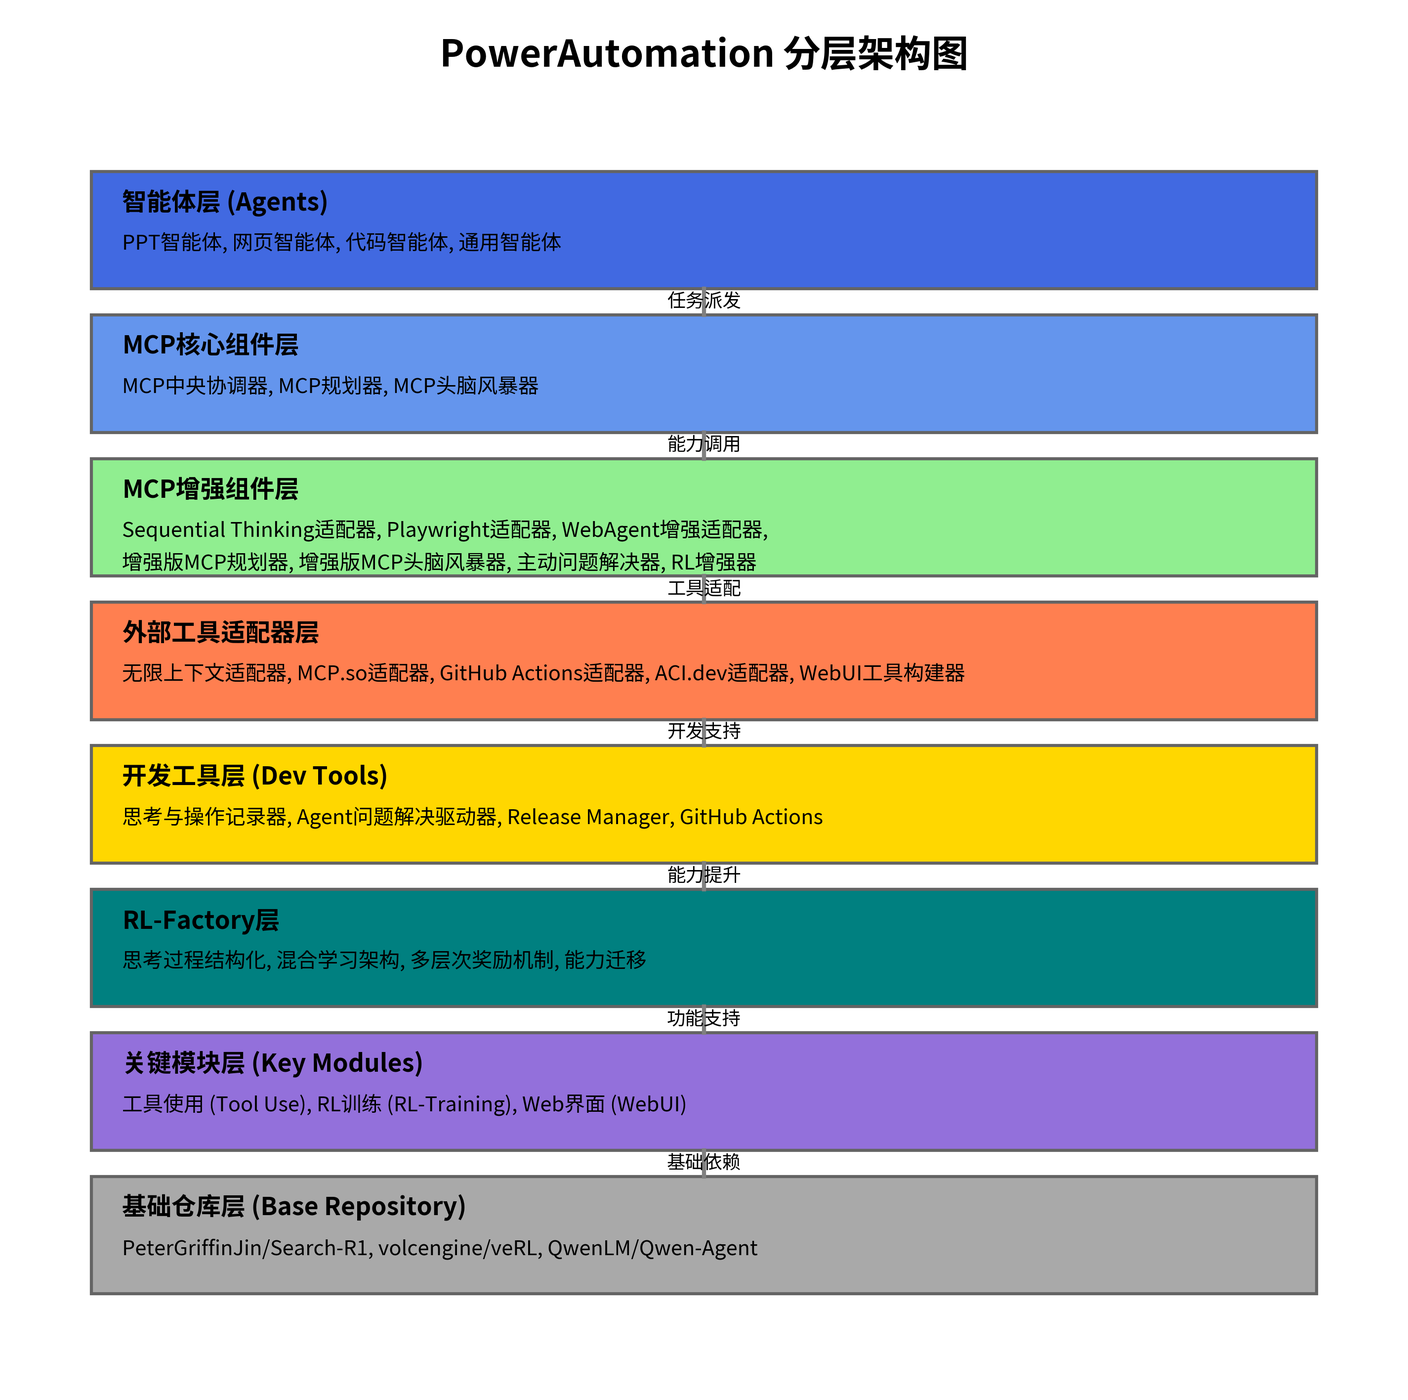 PowerAutomation 分层架构图
智能体层 (Agents)
PPT智能体, 网页智能体, 代码智能体, 通用智能体
任务派发
MCP核心组件层
MCP中央协调器, MCP规划器, MCP头脑风暴器
能力调用
MCP增强组件层
Sequential Thinking适配器, Playwright适配器, WebAgent增强适配器,
增强版MCP规划器, 增强版MCP头脑风暴器, 主动问题解决器, RL增强器
工具适配
外部工具适配器层
无限上下文适配器, MCP.so适配器, GitHub Actions适配器, ACI.dev适配器, WebUI工具构建器
开发支持
开发工具层 (Dev Tools)
思考与操作记录器, Agent问题解决驱动器, Release Manager, GitHub Actions
能力提升
RL-Factory层
思考过程结构化, 混合学习架构, 多层次奖励机制, 能力迁移
功能支持
关键模块层 (Key Modules)
工具使用 (Tool Use), RL训练 (RL-Training), Web界面 (WebUI)
基础依赖
基础仓库层 (Base Repository)
PeterGriffinJin/Search-R1, volcengine/veRL, QwenLM/Qwen-Agent